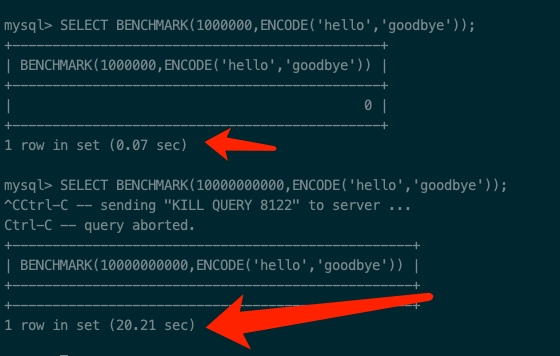 mysql> SELECT BENCHMARK(1000000,ENCODE('hello','goodbye'));
+--------------------------------------------+
| BENCHMARK(1000000,ENCODE('hello','goodbye')) |
+--------------------------------------------+
| 0 |
+--------------------------------------------+
1 row in set (0.07 sec)
mysql> SELECT BENCHMARK(10000000000,ENCODE('hello','goodbye'));
^CCtrl-C -- sending "KILL QUERY 8122" to server ...
Ctrl-C -- query aborted.
+------------------------------------------------+
| BENCHMARK(10000000000,ENCODE('hello','goodbye')) |
+------------------------------------------------+
+------------------------------------------------+
1 row in set (20.21 sec)